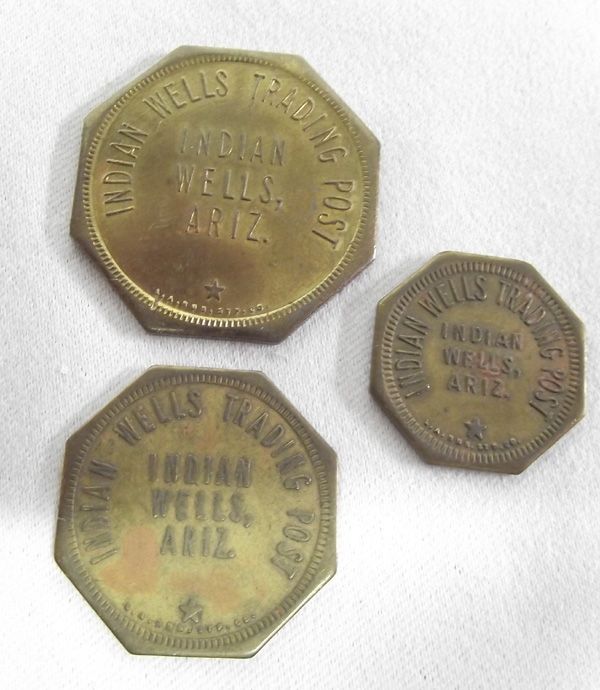 INDIAN WELLS TRADING POST
INDIAN
WELLS,
ARIZ.
INDIAN WELLS TRADING POST
INDIAN
WELLS,
ARIZ.
INDIAN WELLS TRADING POST
INDIAN
WELLS,
ARIZ.